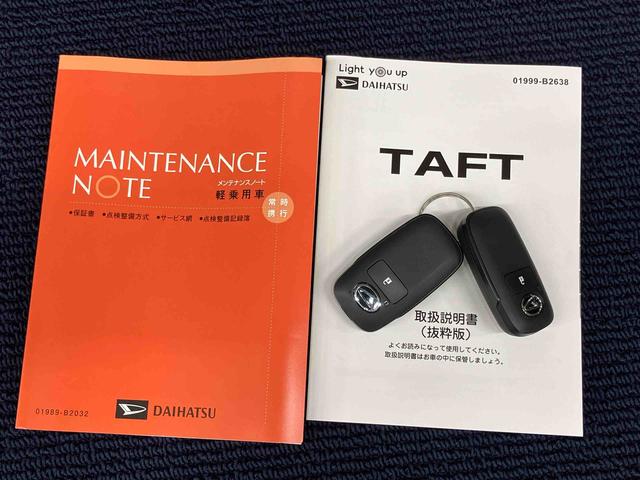 MAINTENANCE
NOTE
メンテナンスノート
軽乗用車
常時
携行
•保証書 •点検整備方式 •サービス網 •点検整備記録簿
01989-B2032
DAIHATSU
Light you up
DAIHATSU
01999-B2638
TAFT
取扱説明書
(抜粋版)
よくお読みになって使用してください。
取扱説明書はお車の中に保管しましょう。